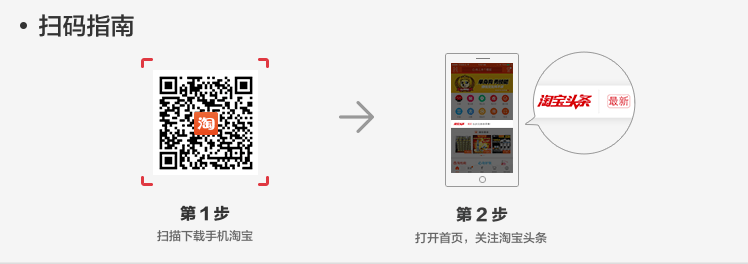 • 扫码指南
淘
淘宝头条 最新
第1步
扫描下载手机淘宝
第2步
打开首页，关注淘宝头条